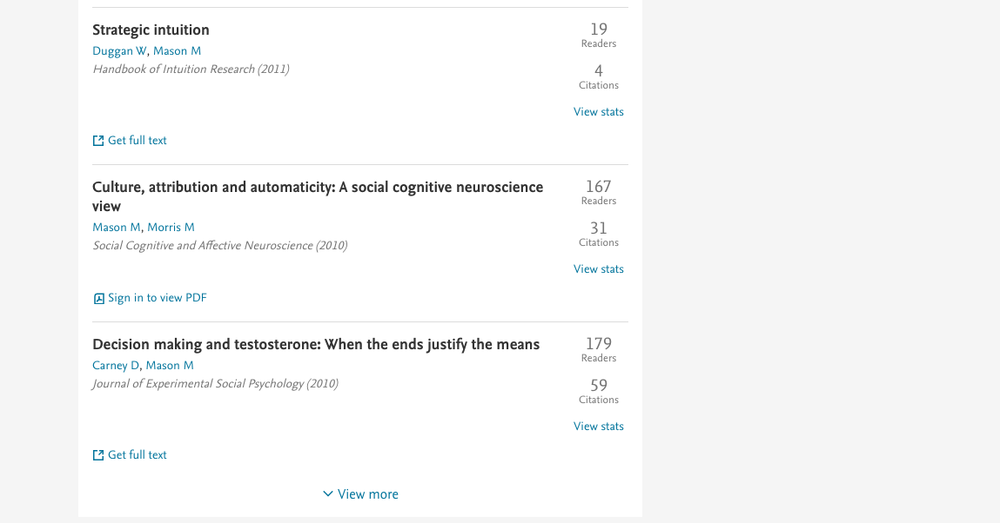 Strategic intuition
Duggan W, Mason M
Handbook of Intuition Research (2011)
19
Readers
4
Citations
View stats
Get full text
Culture, attribution and automaticity: A social cognitive neuroscience
view
Mason M, Morris M
Social Cognitive and Affective Neuroscience (2010)
167
Readers
31
Citations
View stats
Sign in to view PDF
Decision making and testosterone: When the ends justify the means
Carney D, Mason M
Journal of Experimental Social Psychology (2010)
179
Readers
59
Citations
View stats
Get full text
View more